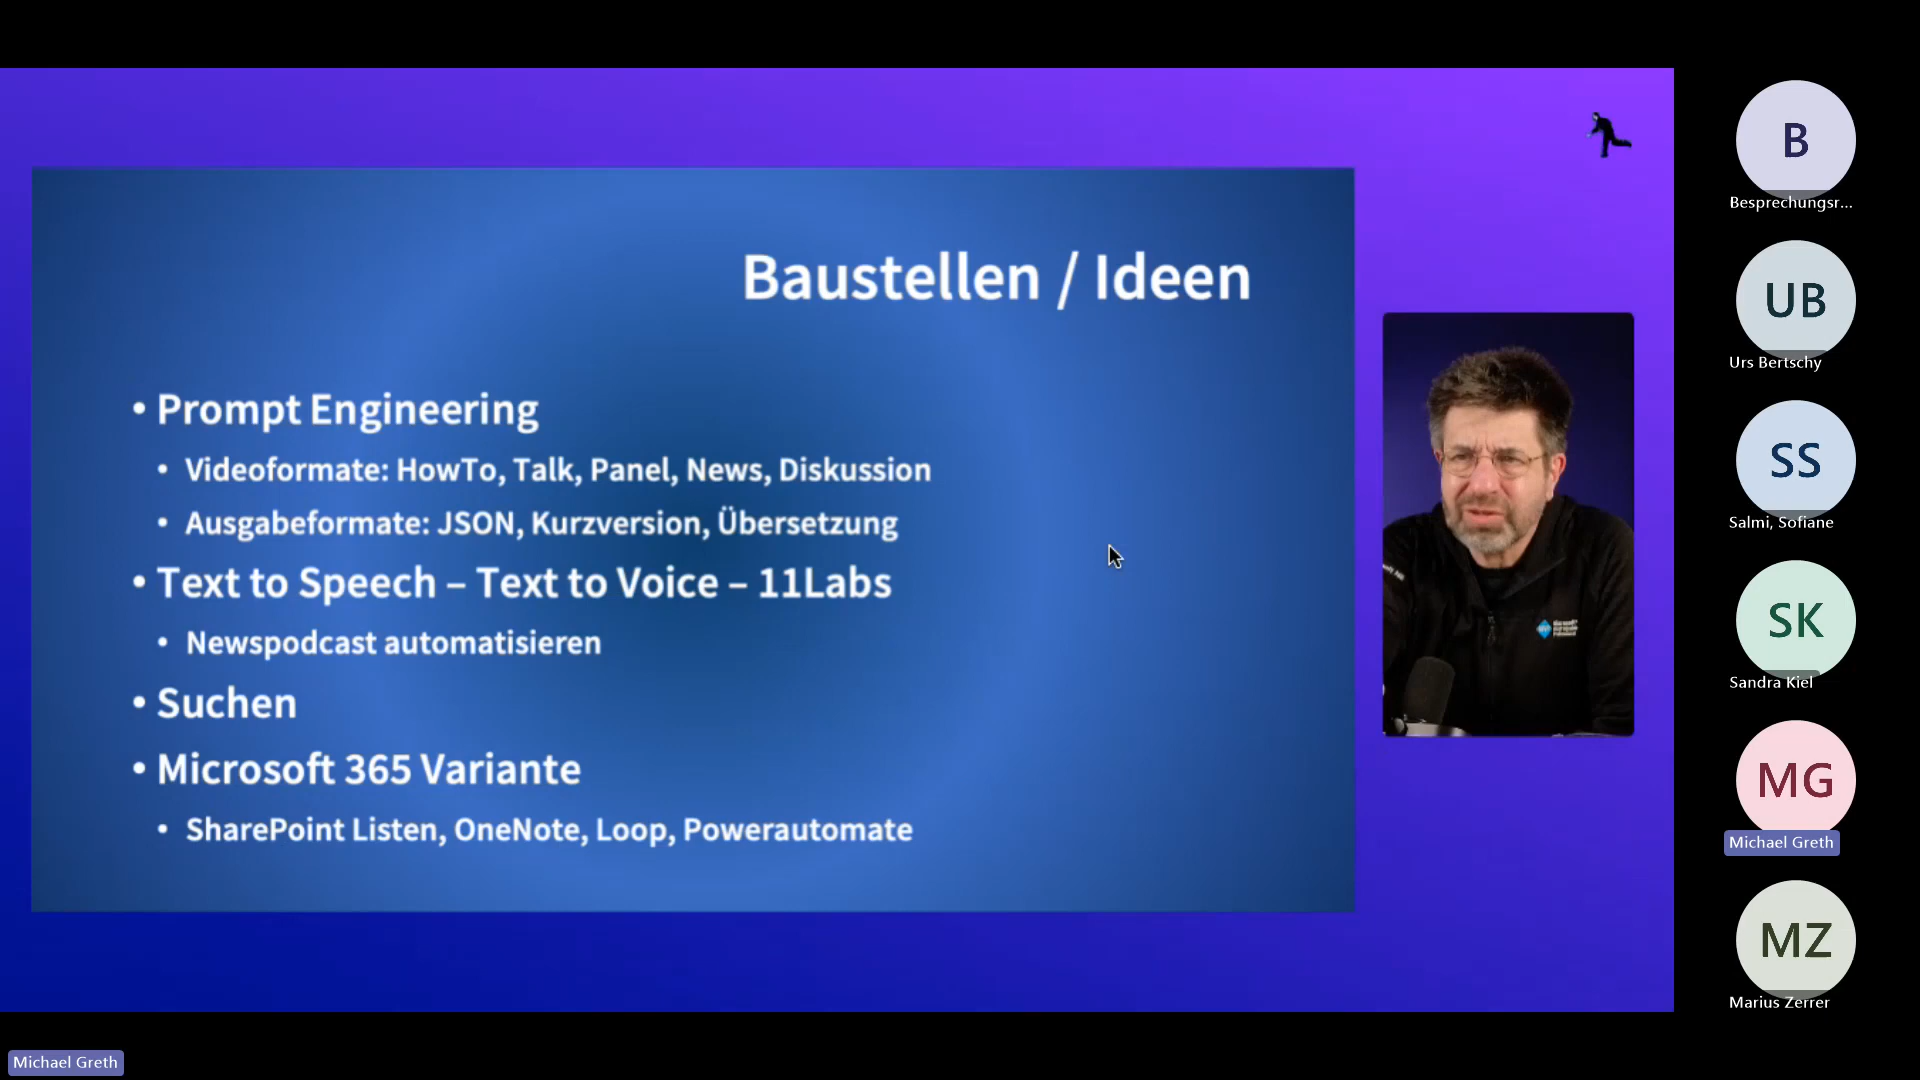 Baustellen / Ideen
• Prompt Engineering
• Videoformate: HowTo, Talk, Panel, News, Diskussion
• Ausgabeformate: JSON, Kurzversion, Übersetzung
• Text to Speech – Text to Voice – 11Labs
• Newspodcast automatisieren
• Suchen
• Microsoft 365 Variante
• SharePoint Listen, OneNote, Loop, Powerautomate
B
Besprechungsr...
UB
Urs Bertschy
SS
Salmi, Sofiane
SK
Sandra Kiel
MG
Michael Greth
MZ
Marius Zerrer
Michael Greth